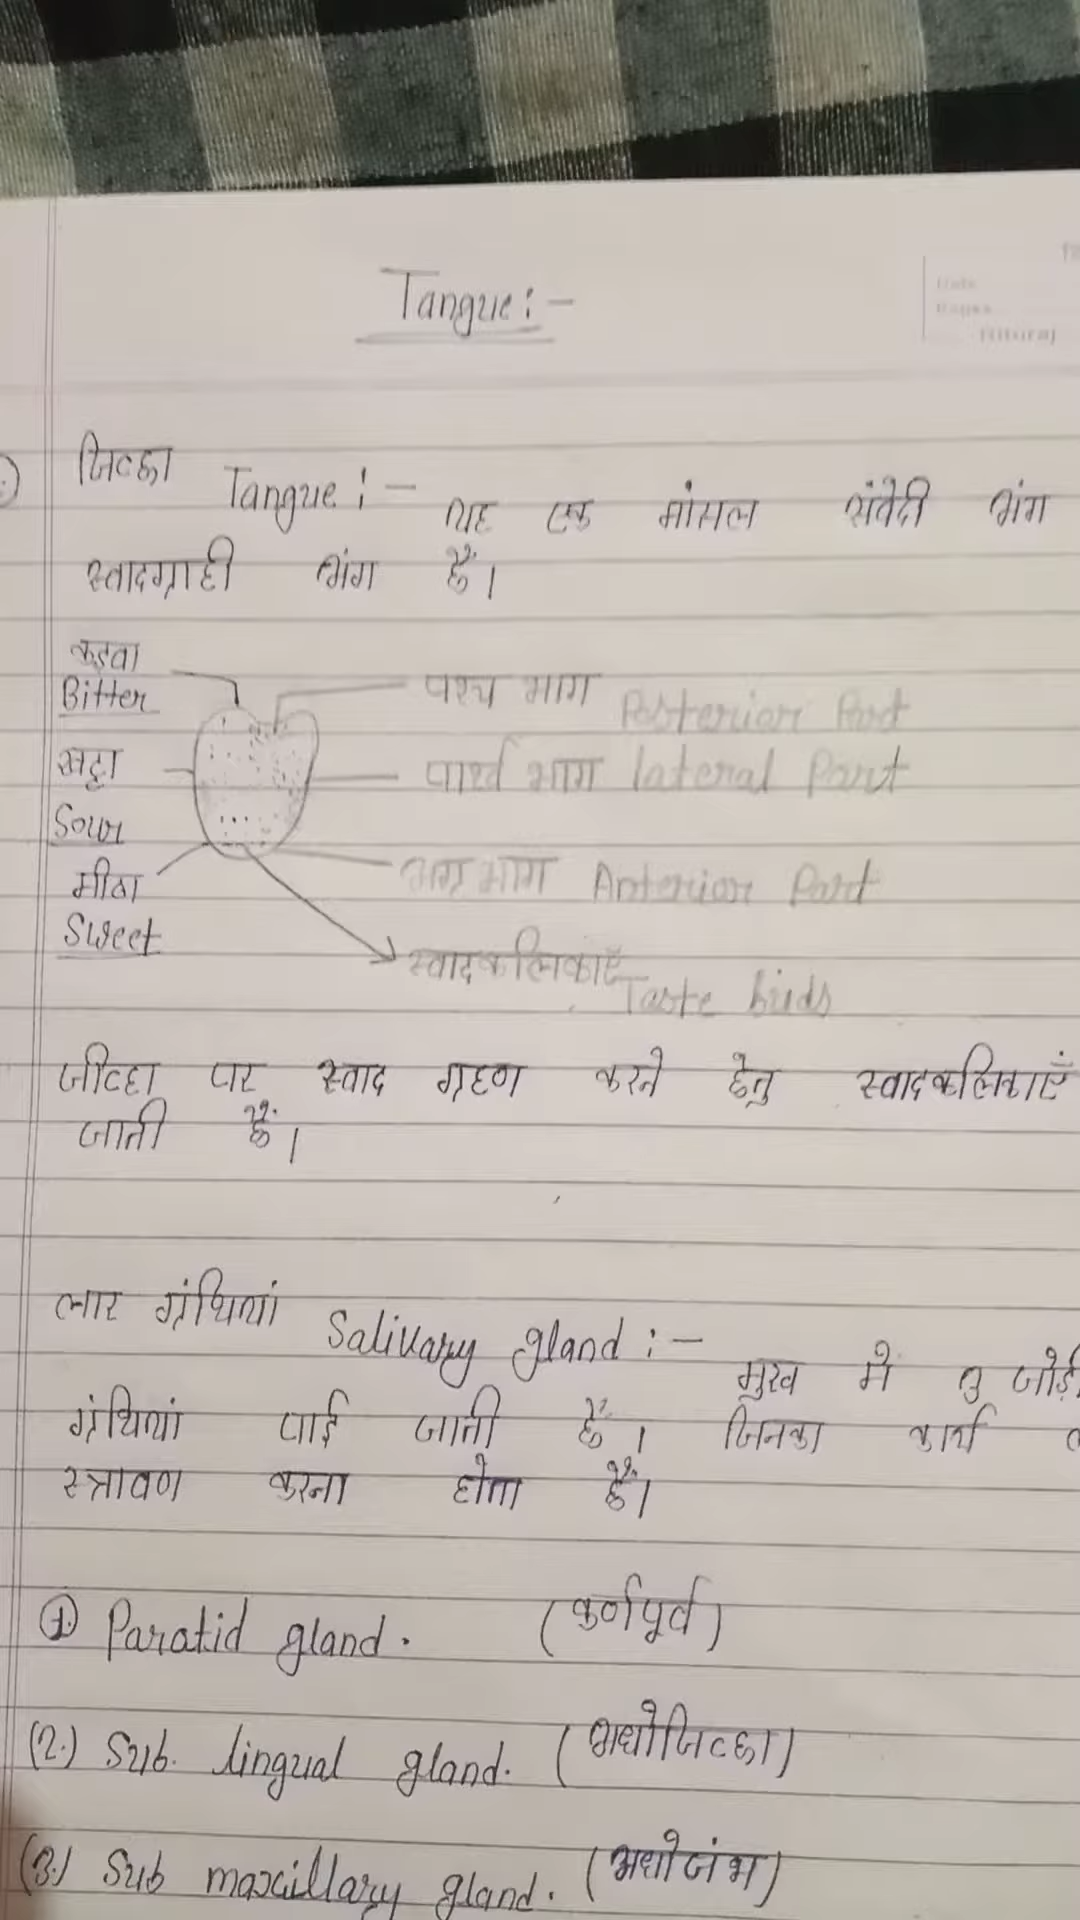 Tangue :-
जिव्हा Tangue :- यह एक मांसल संवेदी अंग
स्वादग्राही अंग हैं।
कड़वा
Bitter
पश्च भाग Posterior Part
खट्टा
पार्श्व भाग lateral Part
Sour
मीठा
अग्र भाग Anterior Part
Sweet
स्वादकलिकाएँ Taste buds
जीव्हा पर स्वाद ग्रहण करने हेतु स्वादकलिकाएँ
जाती हैं।
लार ग्रंथियां Salivary gland :- मुख मे जोड़ी
ग्रंथियां पाई जाती हैं। जिनका कार्य
स्त्रावण करना होता हैं।
1. Paratid gland. (कर्णपूर्व)
(2.) Sub. lingual gland. (अधोजिव्हा)
(3.) Sub maxillary gland. (अधोजंभ)